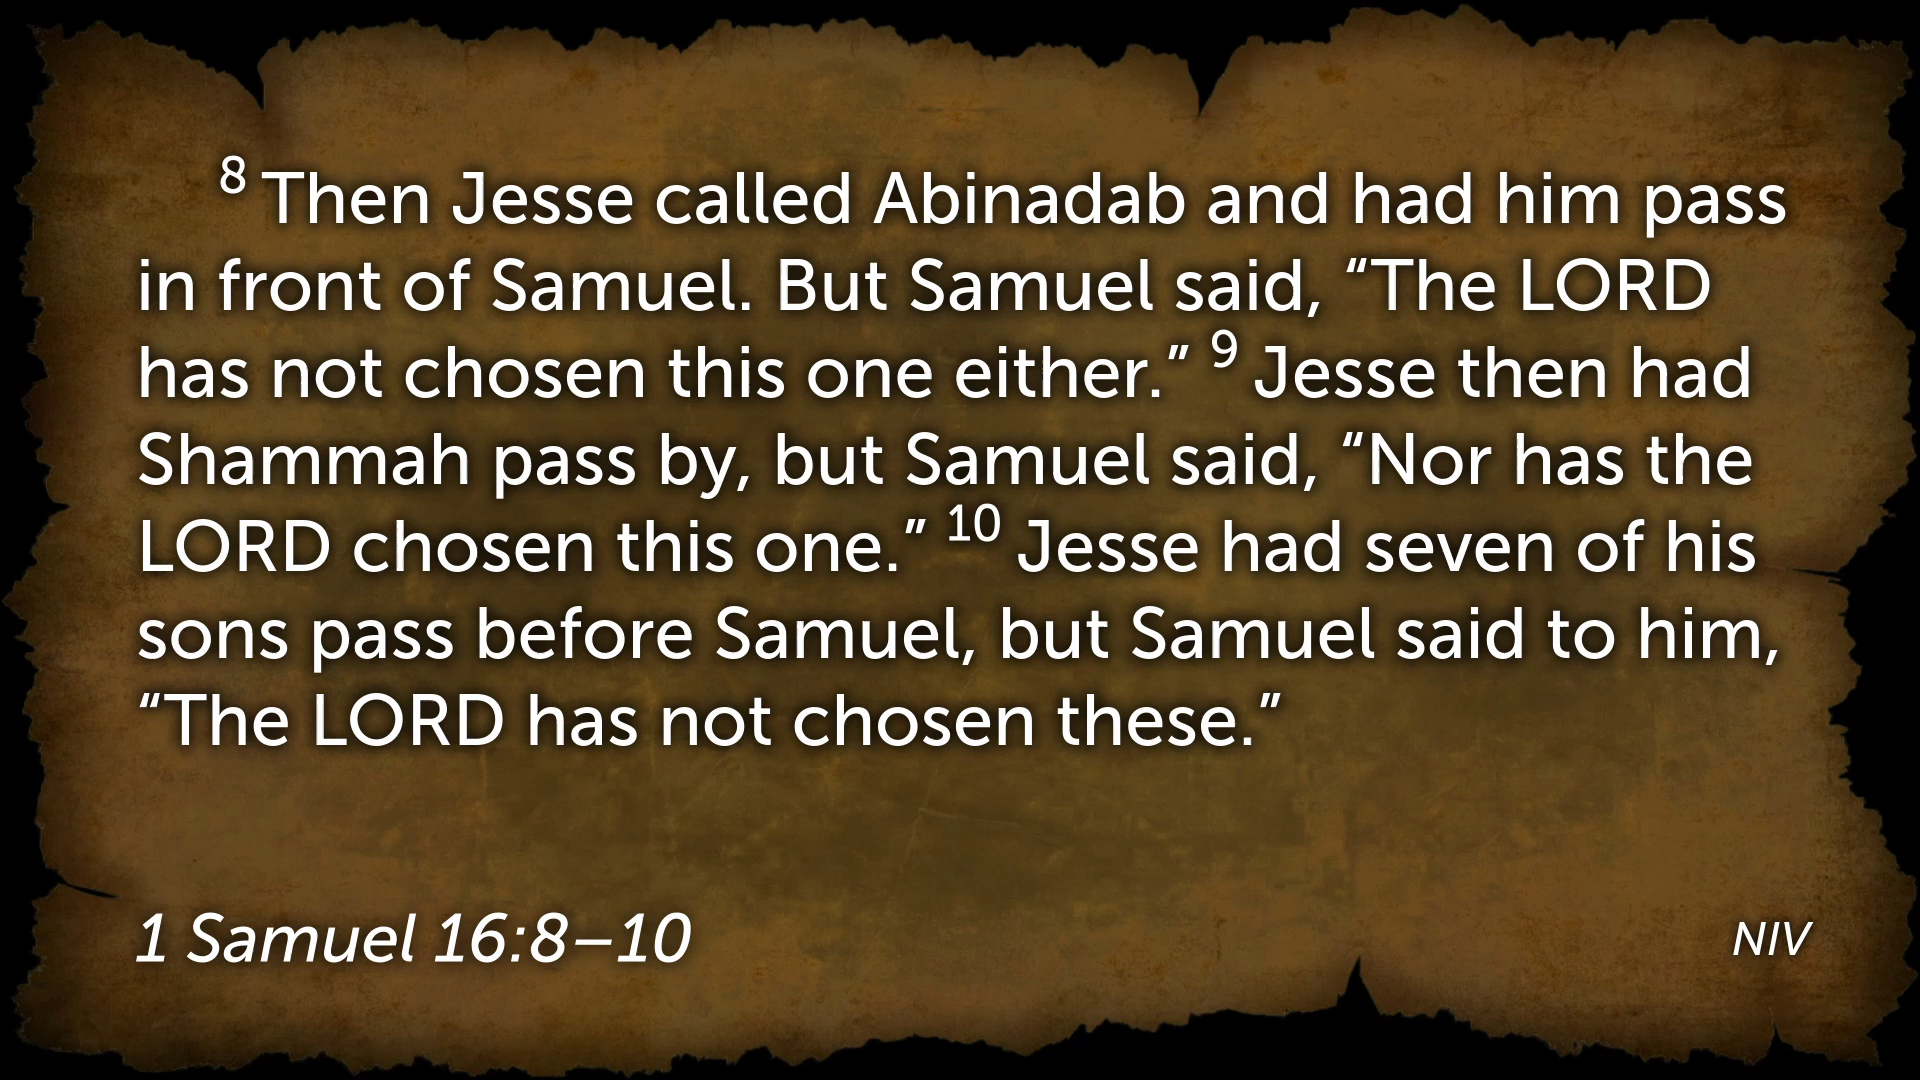 8 Then Jesse called Abinadab and had him pass
in front of Samuel. But Samuel said, “The LORD
has not chosen this one either.” 9 Jesse then had
Shammah pass by, but Samuel said, “Nor has the
LORD chosen this one.” 10 Jesse had seven of his
sons pass before Samuel, but Samuel said to him,
“The LORD has not chosen these.”
1 Samuel 16:8–10
NIV